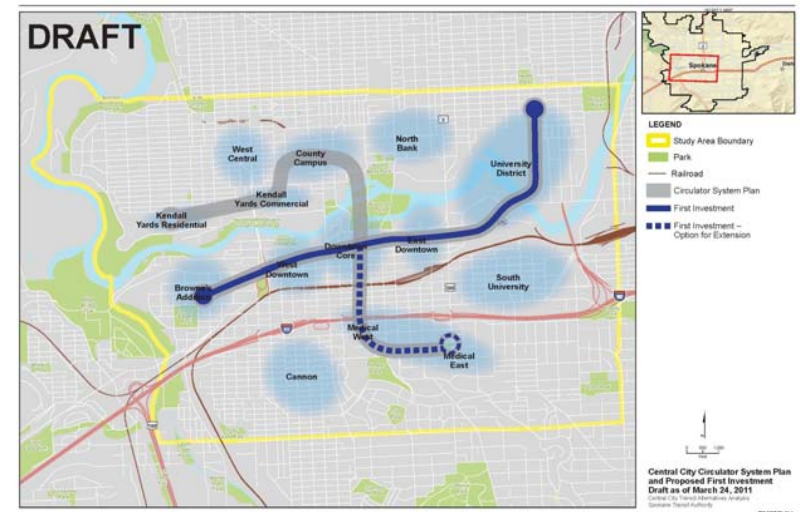 DRAFT
West
Central
County
Campus
North
Bank
University
District
Kendall
Yards Commercial
Kendall
Yards Residential
Downtown
Core
East
Downtown
West
Downtown
Browne's
Addition
South
University
Medical
West
Medical
East
Cannon
Spokane
LEGEND
Study Area Boundary
Park
Railroad
Circulator System Plan
First Investment
First Investment –
Option for Extension
Central City Circulator System Plan
and Proposed First Investment
Draft as of March 24, 2011
Central City Transit Alternatives Analysis
Spokane Transit Authority